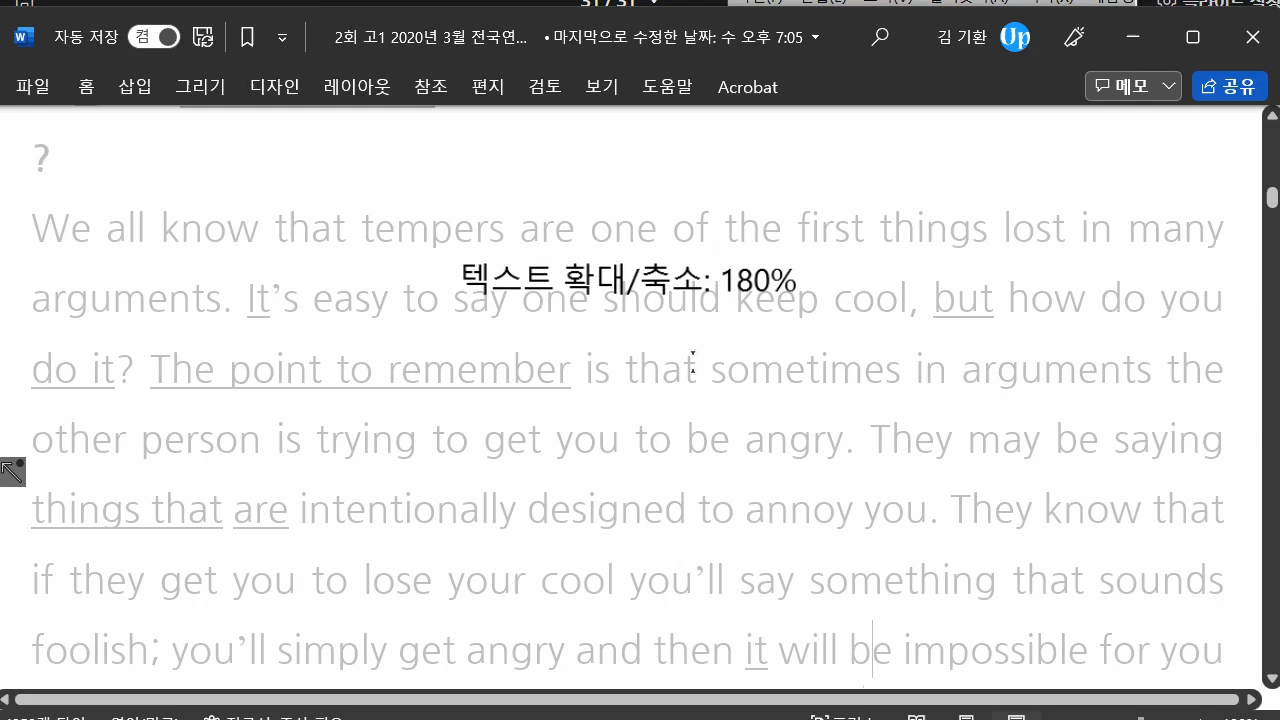 31 / 31
자동 저장 켬 2회 고1 2020년 3월 전국연... • 마지막으로 수정한 날짜: 수 오후 7:05 김 기환 Up
파일 홈 삽입 그리기 디자인 레이아웃 참조 편지 검토 보기 도움말 Acrobat 메모 공유
?
We all know that tempers are one of the first things lost in many
텍스트 확대/축소: 180%
arguments. It’s easy to say one should keep cool, but how do you
do it? The point to remember is that sometimes in arguments the
other person is trying to get you to be angry. They may be saying
things that are intentionally designed to annoy you. They know that
if they get you to lose your cool you’ll say something that sounds
foolish; you’ll simply get angry and then it will be impossible for you